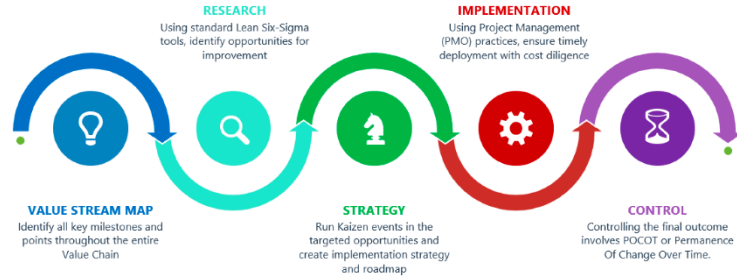 RESEARCH
Using standard Lean Six-Sigma
tools, identify opportunities for
improvement
IMPLEMENTATION
Using Project Management
(PMO) practices, ensure timely
deployment with cost diligence
VALUE STREAM MAP
Identify all key milestones and
points throughout the entire
Value Chain
STRATEGY
Run Kaizen events in the
targeted opportunities and
create implementation strategy
and roadmap
CONTROL
Controlling the final outcome
involves POCOT or Permanence
Of Change Over Time.